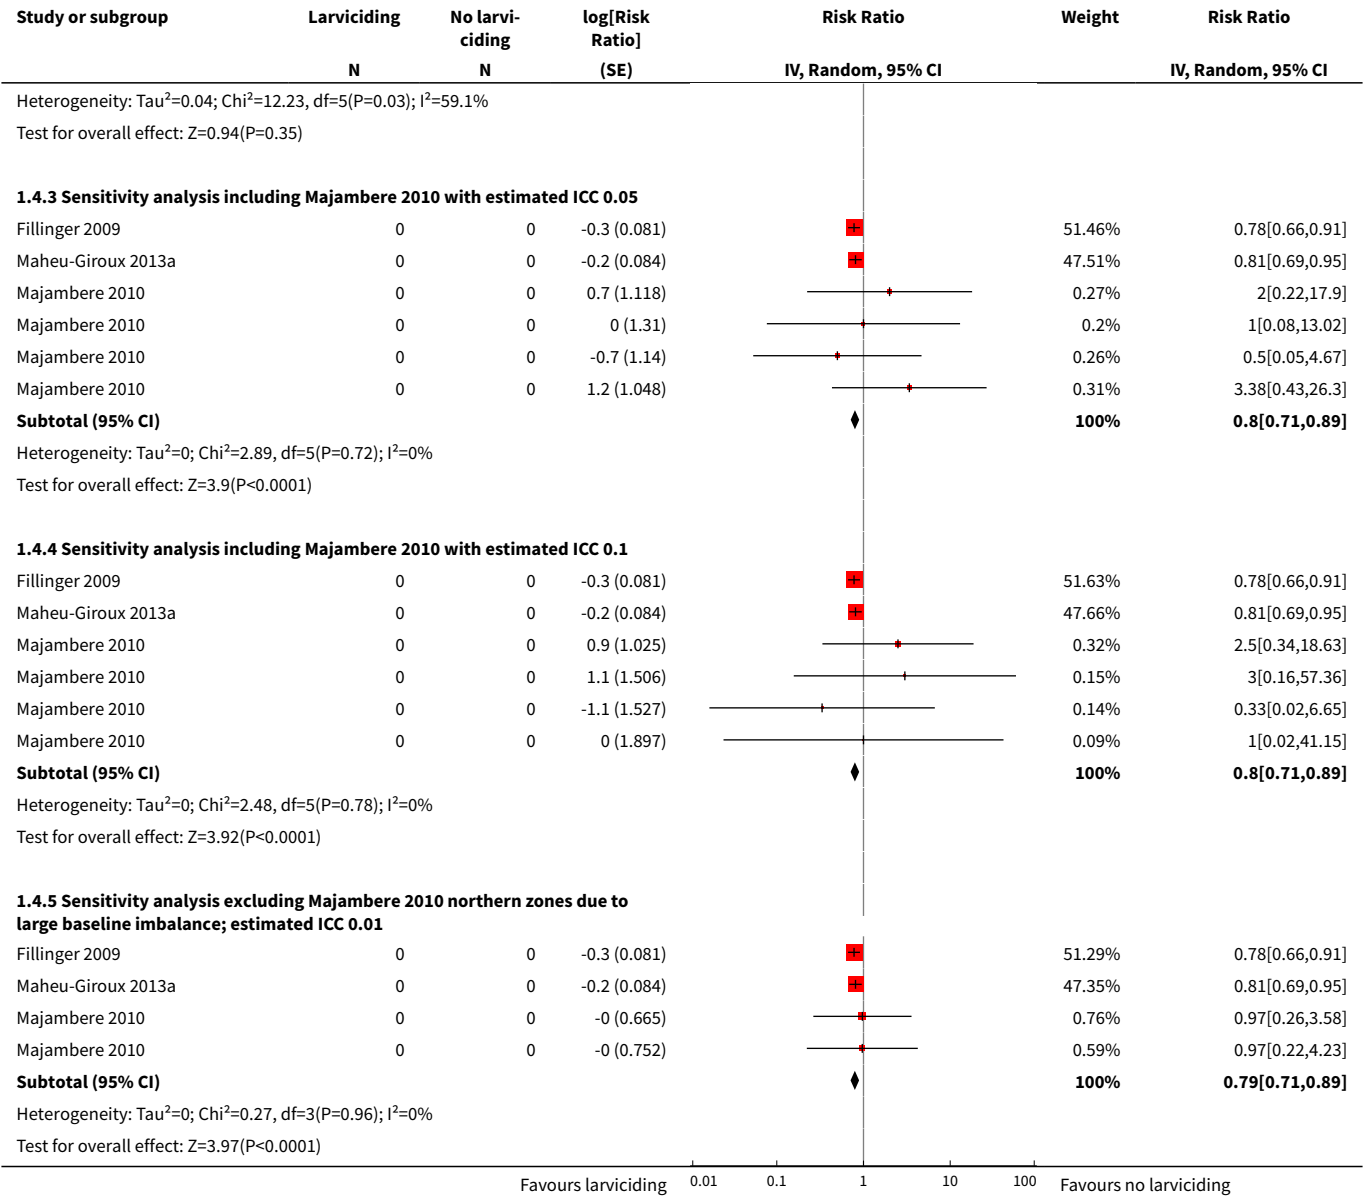 Study or subgroup Larviciding No larvi- log[Risk Risk Ratio Weight Risk Ratio
ciding Ratio]
N N (SE) IV, Random, 95% CI IV, Random, 95% CI
Heterogeneity: Tau²=0.04; Chi²=12.23, df=5(P=0.03); I²=59.1%
Test for overall effect: Z=0.94(P=0.35)
1.4.3 Sensitivity analysis including Majambere 2010 with estimated ICC 0.05
Fillinger 2009 0 0 -0.3 (0.081) 51.46% 0.78[0.66,0.91]
Maheu-Giroux 2013a 0 0 -0.2 (0.084) 47.51% 0.81[0.69,0.95]
Majambere 2010 0 0 0.7 (1.118) 0.27% 2[0.22,17.9]
Majambere 2010 0 0 0 (1.31) 0.2% 1[0.08,13.02]
Majambere 2010 0 0 -0.7 (1.14) 0.26% 0.5[0.05,4.67]
Majambere 2010 0 0 1.2 (1.048) 0.31% 3.38[0.43,26.3]
Subtotal (95% CI) 100% 0.8[0.71,0.89]
Heterogeneity: Tau²=0; Chi²=2.89, df=5(P=0.72); I²=0%
Test for overall effect: Z=3.9(P<0.0001)
1.4.4 Sensitivity analysis including Majambere 2010 with estimated ICC 0.1
Fillinger 2009 0 0 -0.3 (0.081) 51.63% 0.78[0.66,0.91]
Maheu-Giroux 2013a 0 0 -0.2 (0.084) 47.66% 0.81[0.69,0.95]
Majambere 2010 0 0 0.9 (1.025) 0.32% 2.5[0.34,18.63]
Majambere 2010 0 0 1.1 (1.506) 0.15% 3[0.16,57.36]
Majambere 2010 0 0 -1.1 (1.527) 0.14% 0.33[0.02,6.65]
Majambere 2010 0 0 0 (1.897) 0.09% 1[0.02,41.15]
Subtotal (95% CI) 100% 0.8[0.71,0.89]
Heterogeneity: Tau²=0; Chi²=2.48, df=5(P=0.78); I²=0%
Test for overall effect: Z=3.92(P<0.0001)
1.4.5 Sensitivity analysis excluding Majambere 2010 northern zones due to
large baseline imbalance; estimated ICC 0.01
Fillinger 2009 0 0 -0.3 (0.081) 51.29% 0.78[0.66,0.91]
Maheu-Giroux 2013a 0 0 -0.2 (0.084) 47.35% 0.81[0.69,0.95]
Majambere 2010 0 0 -0 (0.665) 0.76% 0.97[0.26,3.58]
Majambere 2010 0 0 -0 (0.752) 0.59% 0.97[0.22,4.23]
Subtotal (95% CI) 100% 0.79[0.71,0.89]
Heterogeneity: Tau²=0; Chi²=0.27, df=3(P=0.96); I²=0%
Test for overall effect: Z=3.97(P<0.0001)
Favours larviciding 0.01 0.1 1 10 100 Favours no larviciding